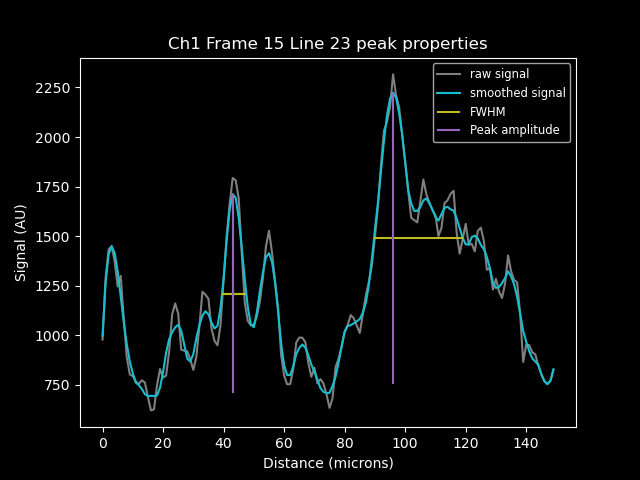 Ch1 Frame 15 Line 23 peak properties
raw signal
smoothed signal
FWHM
Peak amplitude
Signal (AU)
2250
2000
1750
1500
1250
1000
750
0 20 40 60 80 100 120 140
Distance (microns)